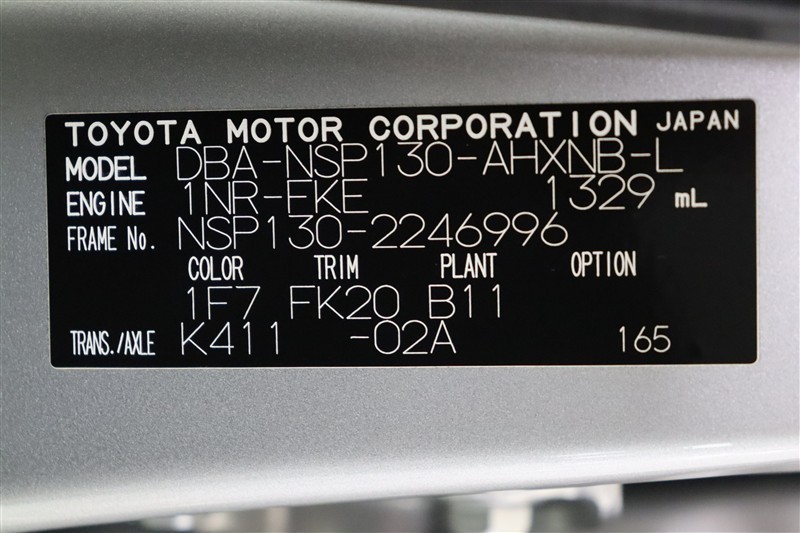 TOYOTA MOTOR CORPORATION JAPAN
MODEL DBA-NSP130-AHXNB-L
ENGINE 1NR-FKE 1329 mL
FRAME No. NSP130-2246996
COLOR TRIM PLANT OPTION
1F7 FK20 B11
TRANS./AXLE K411 -02A 165